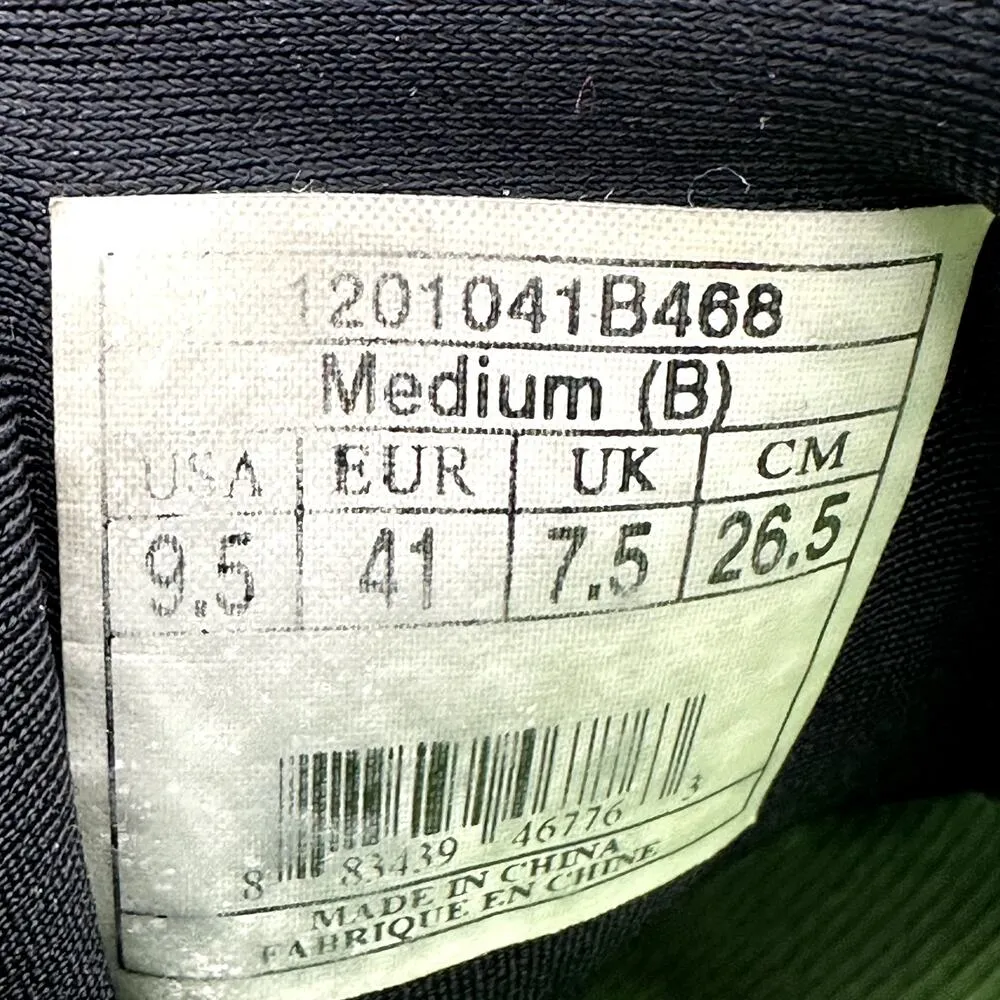 1201041B468
Medium (B)
USA EUR UK CM
9.5 41 7.5 26.5
8 83439 46776 3
MADE IN CHINA
FABRIQUE EN CHINE